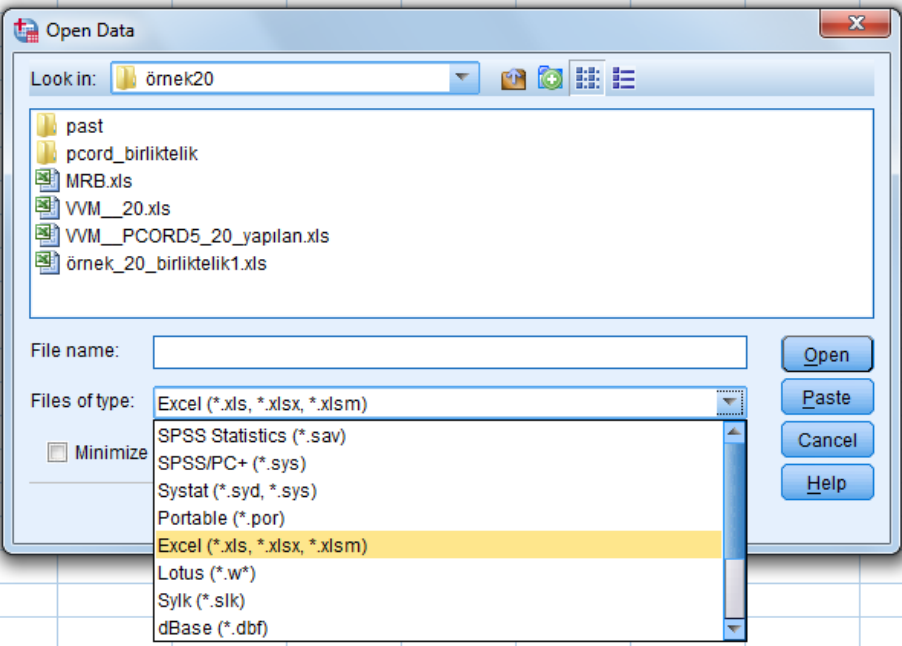 Open Data
Look in: örnek20
past
pcord_birliktelik
MRB.xls
VVM__20.xls
VVM__PCORD5_20_yapılan.xls
örnek_20_birliktelik1.xls
File name:
Open
Files of type: Excel (*.xls, *.xlsx, *.xlsm)
Paste
SPSS Statistics (*.sav)
Cancel
Minimize
SPSS/PC+ (*.sys)
Systat (*.syd, *.sys)
Help
Portable (*.por)
Excel (*.xls, *.xlsx, *.xlsm)
Lotus (*.w*)
Sylk (*.slk)
dBase (*.dbf)